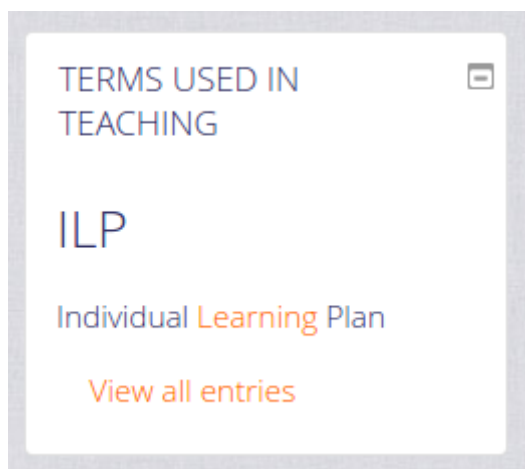 TERMS USED IN
TEACHING
ILP
Individual Learning Plan
View all entries